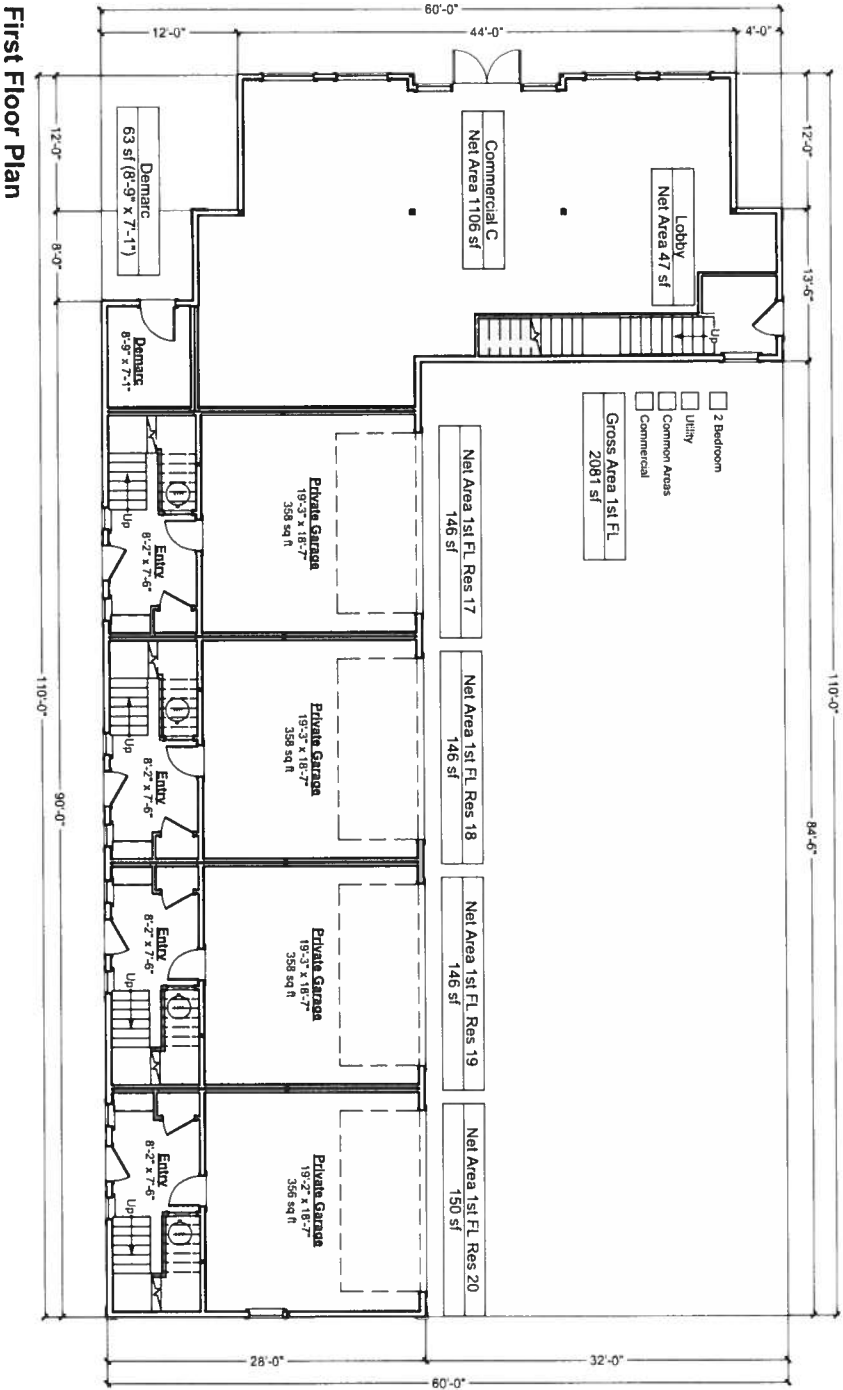 First Floor Plan
60'-0"
12'-0"
44'-0"
4'-0"
110'-0"
12'-0"
13'-6"
84'-6"
Lobby
Net Area 47 sf
Commercial C
Net Area 1106 sf
Demarc
63 sf (8'-9" x 7'-1")
12'-0"
8'-0"
90'-0"
110'-0"
Up
2 Bedroom
Utility
Common Areas
Commercial
Gross Area 1st FL
2081 sf
Demarc
8'-9" x 7'-1"
Net Area 1st FL Res 17
146 sf
Private Garage
19'-3" x 18'-7"
358 sq ft
Up
Entry
8'-2" x 7'-6"
Net Area 1st FL Res 18
146 sf
Private Garage
19'-3" x 18'-7"
358 sq ft
Up
Entry
8'-2" x 7'-6"
Net Area 1st FL Res 19
146 sf
Private Garage
19'-3" x 18'-7"
358 sq ft
Entry
8'-2" x 7'-6"
Up
Net Area 1st FL Res 20
150 sf
Private Garage
19'-2" x 18'-7"
356 sq ft
Entry
8'-2" x 7'-6"
Up
28'-0"
32'-0"
60'-0"